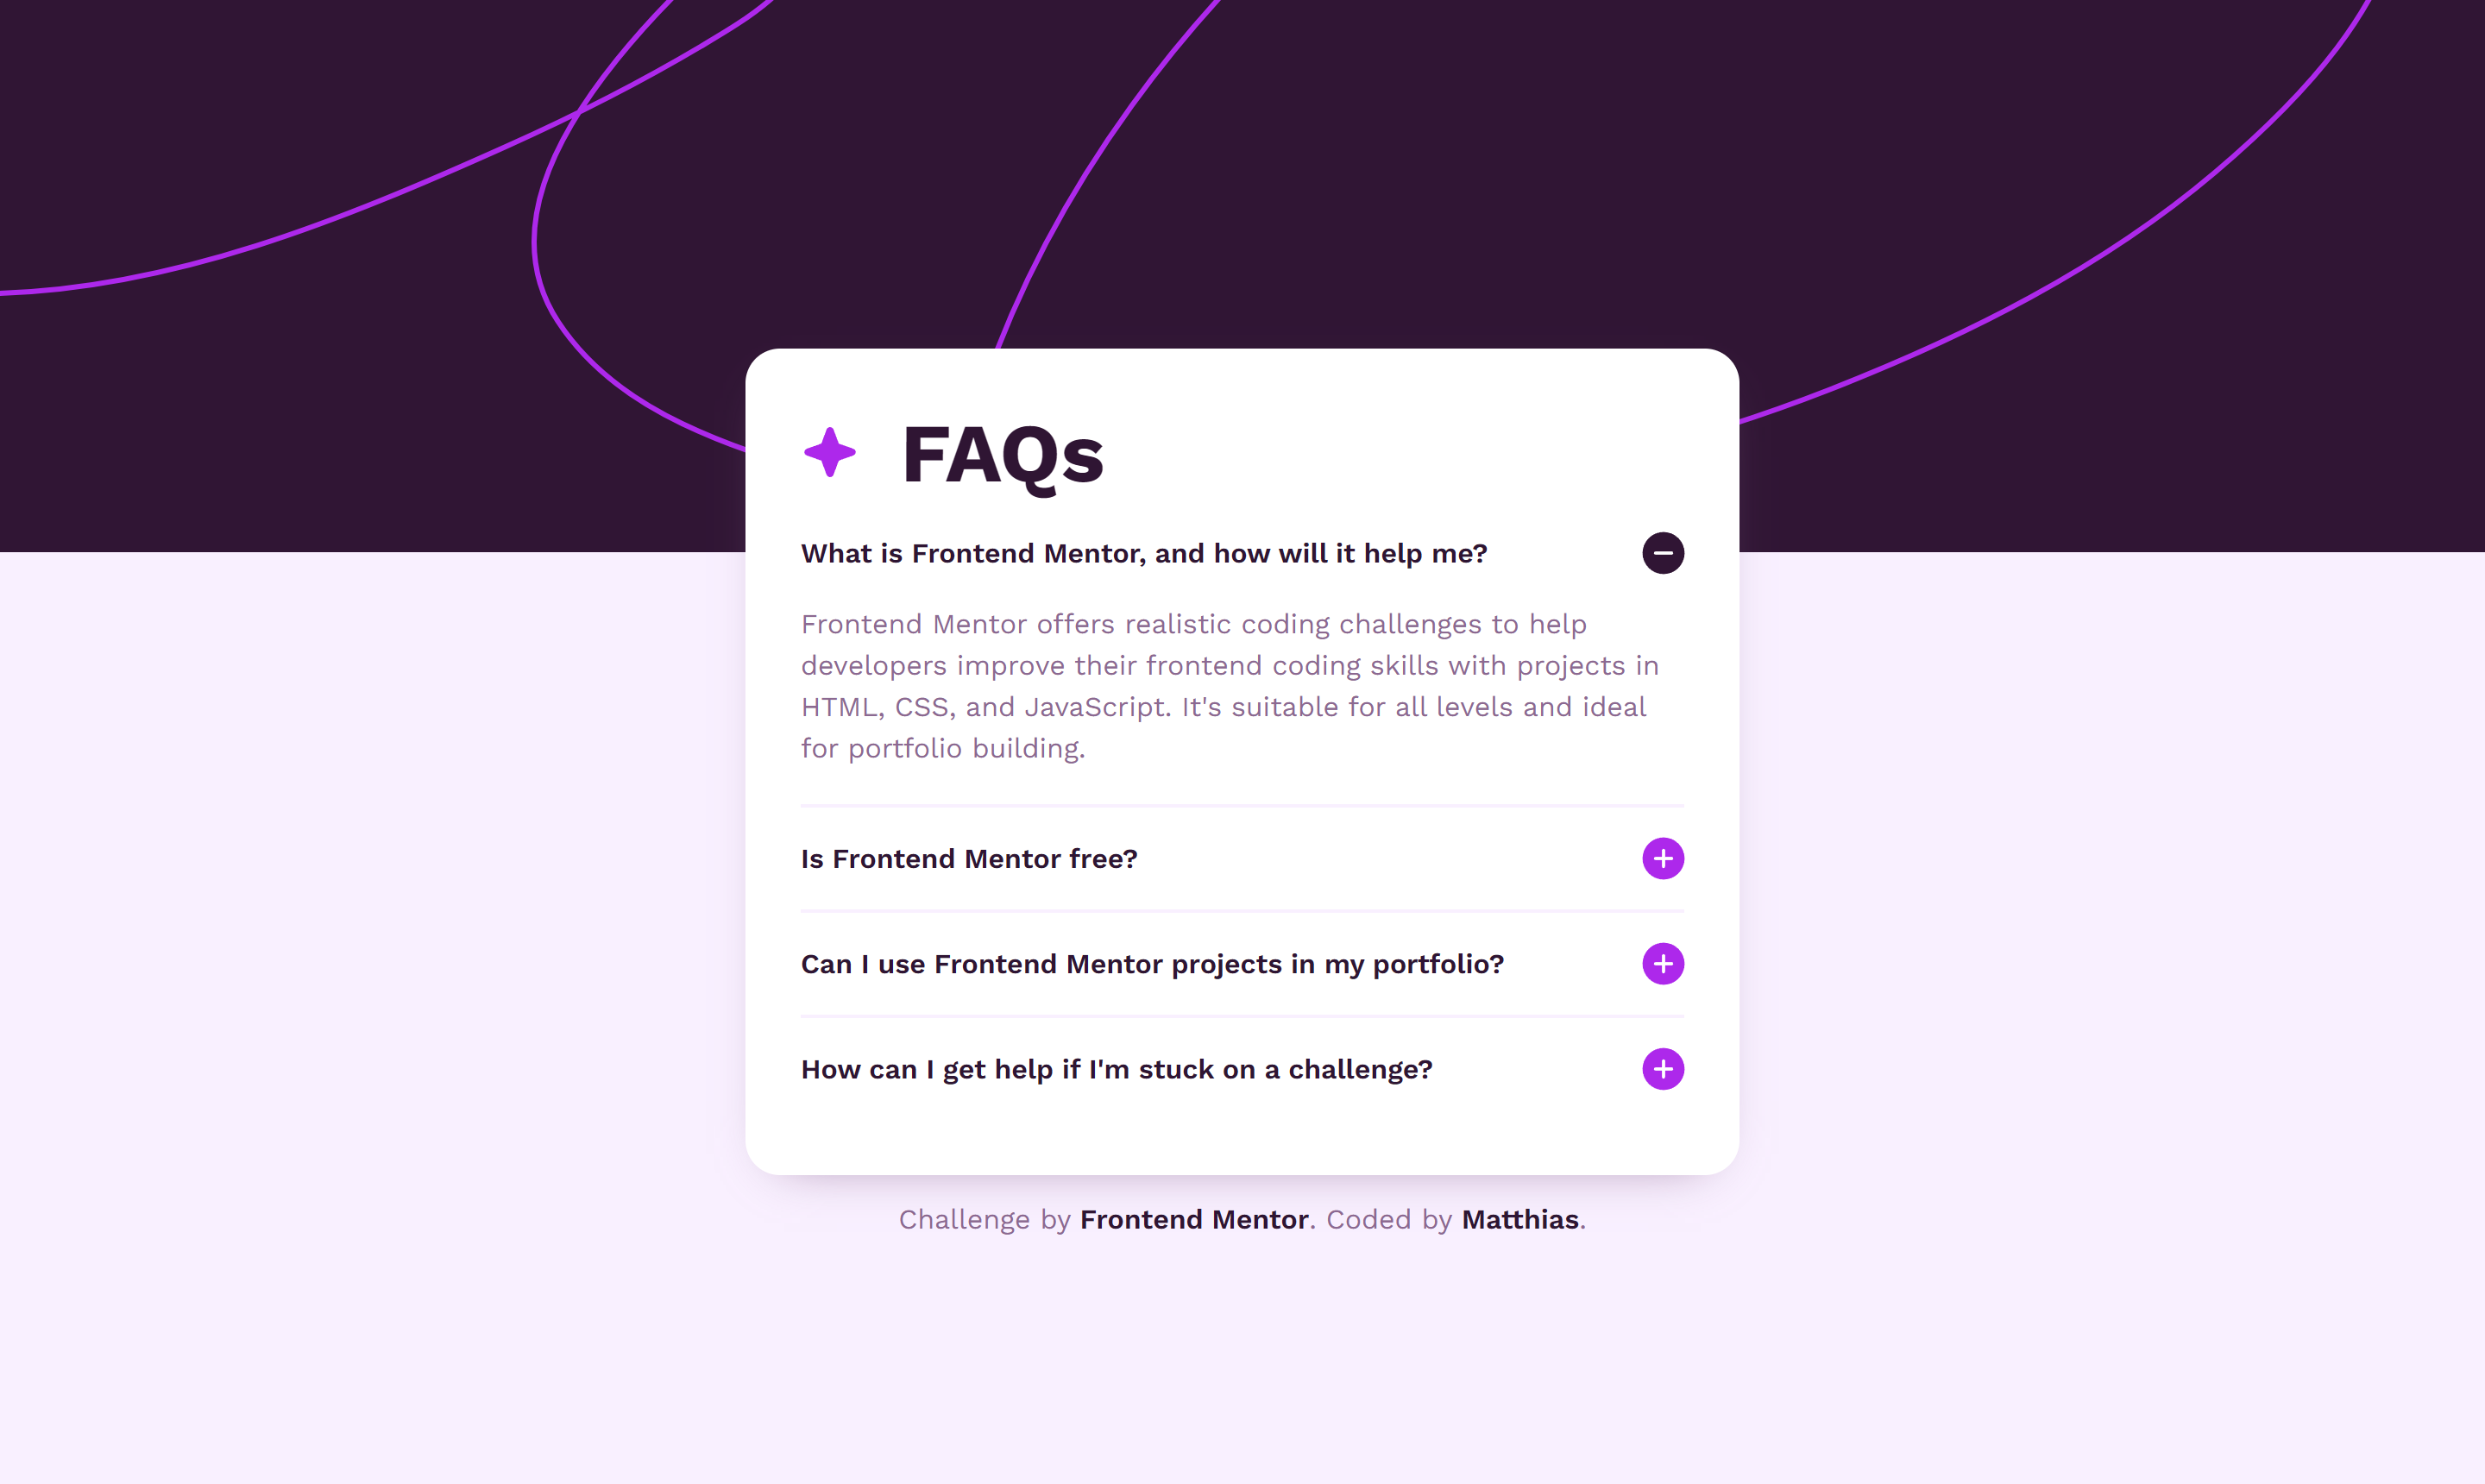 FAQs
What is Frontend Mentor, and how will it help me?
Frontend Mentor offers realistic coding challenges to help
developers improve their frontend coding skills with projects in
HTML, CSS, and JavaScript. It's suitable for all levels and ideal
for portfolio building.
Is Frontend Mentor free?
Can I use Frontend Mentor projects in my portfolio?
How can I get help if I'm stuck on a challenge?
Challenge by Frontend Mentor. Coded by Matthias.